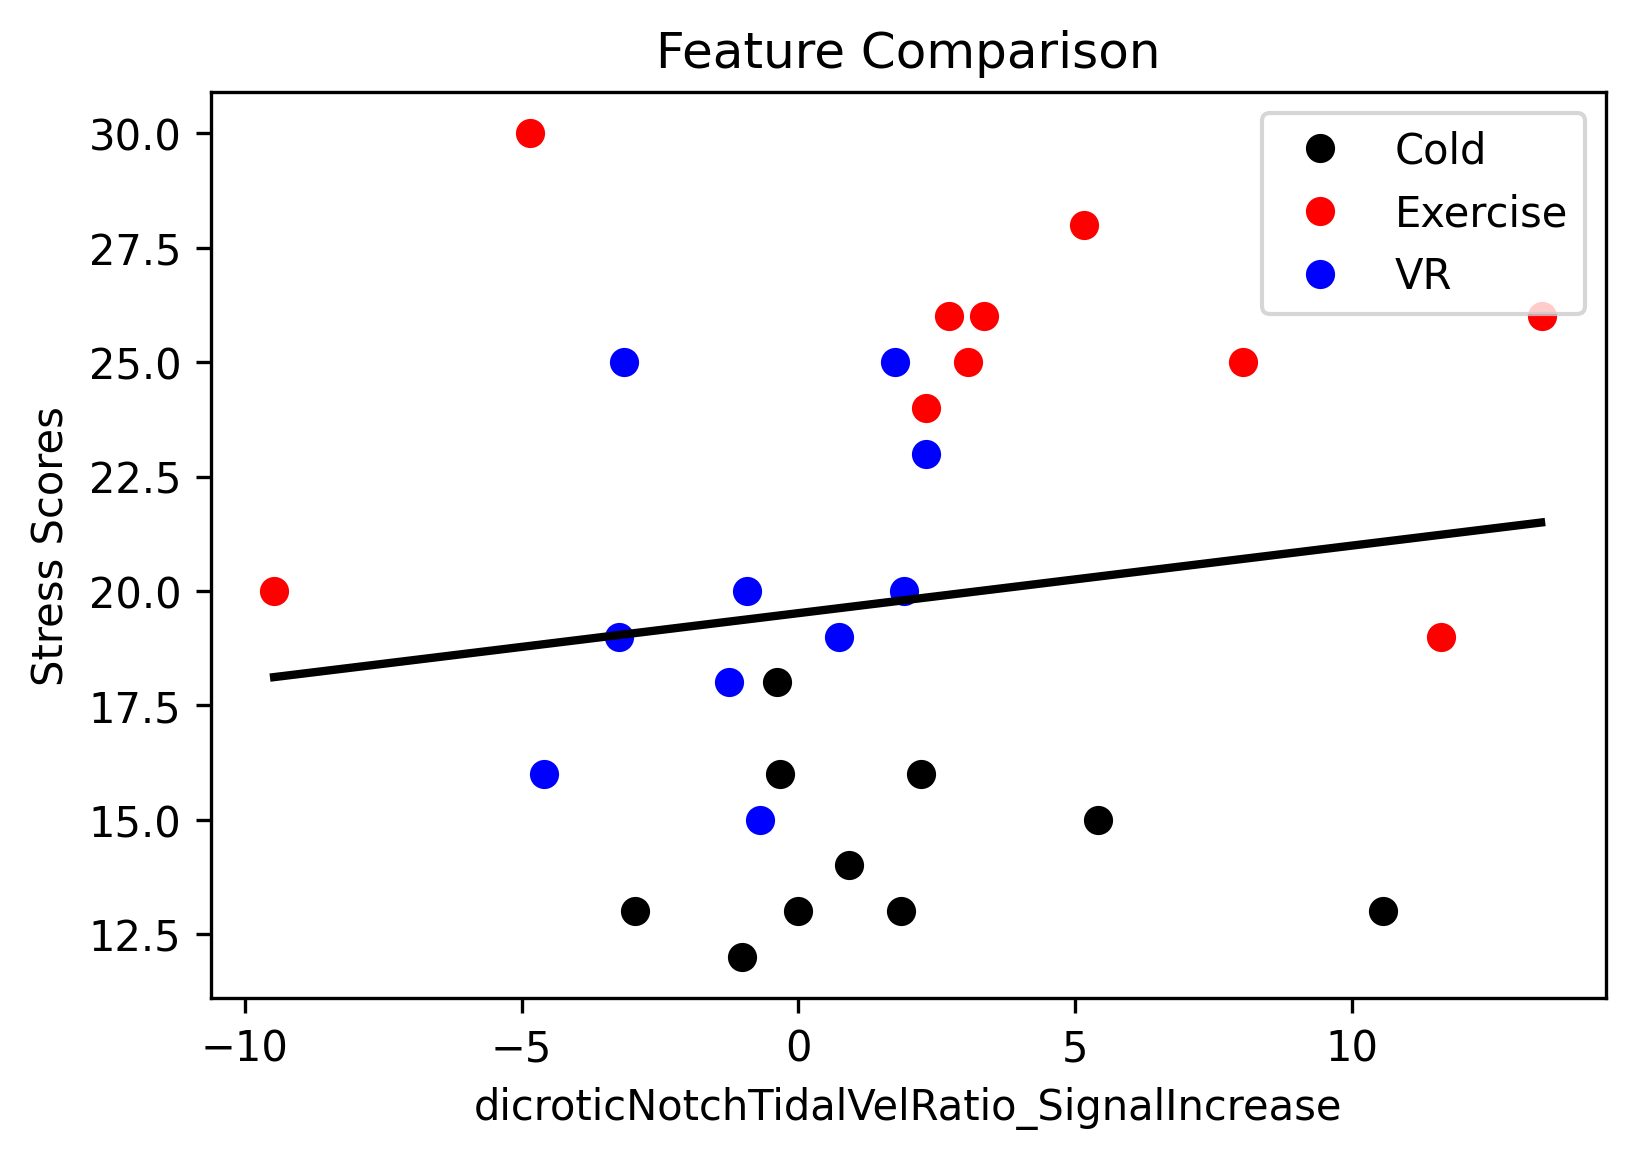 Feature Comparison
30.0
27.5
25.0
22.5
20.0
17.5
15.0
12.5
Stress Scores
Cold
Exercise
VR
−10 −5 0 5 10
dicroticNotchTidalVelRatio_SignalIncrease